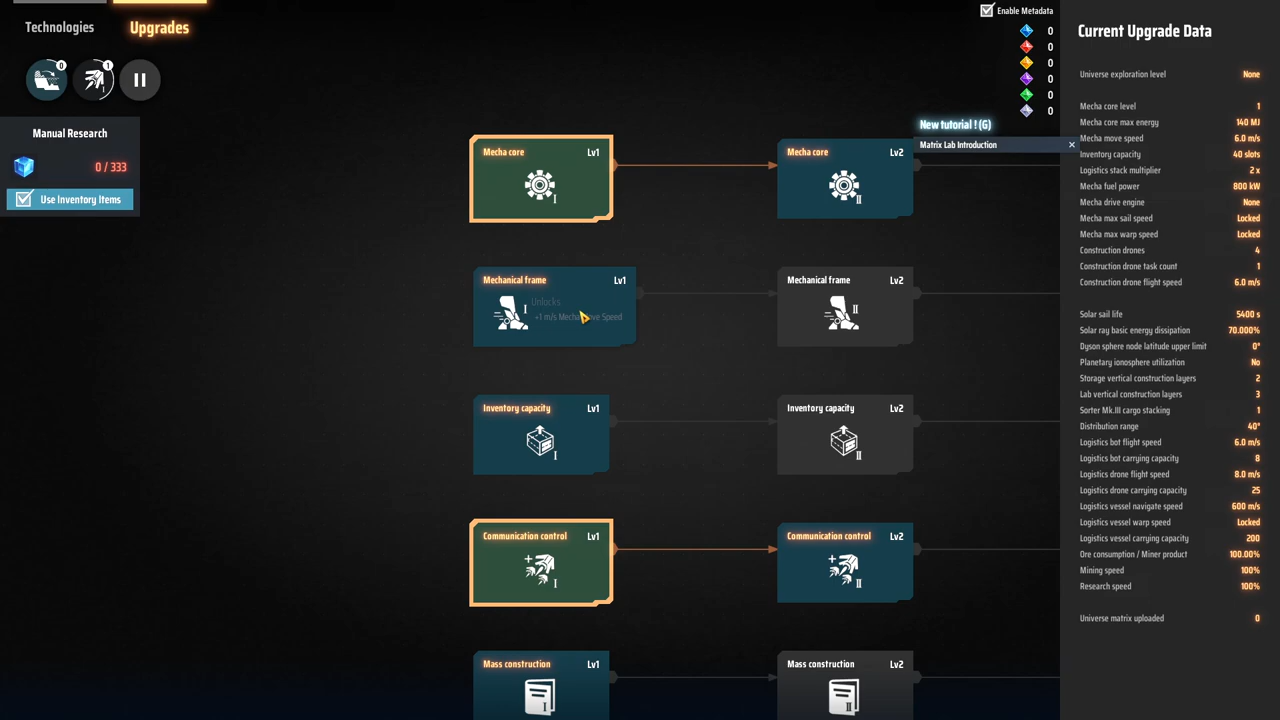 Technologies
Upgrades
0
1
Manual Research
0 / 333
Use Inventory Items
Enable Metadata
0
0
0
0
0
0
New tutorial ! (G)
Matrix Lab Introduction
Mecha core Lv1
I
Mecha core Lv2
II
Mechanical frame Lv1
I
Unlocks
Mechanical frame Lv2
II
Inventory capacity Lv1
I
Inventory capacity Lv2
II
Communication control Lv1
I
Communication control Lv2
II
Mass construction Lv1
I
Mass construction Lv2
II
Current Upgrade Data
Universe exploration level None
Mecha core level 1
Mecha core max energy 140 MJ
Mecha move speed 6.0 m/s
Inventory capacity 40 slots
Logistics stack multiplier 2 x
Mecha fuel power 800 kW
Mecha drive engine None
Mecha max sail speed Locked
Mecha max warp speed Locked
Construction drones 4
Construction drone task count 1
Construction drone flight speed 6.0 m/s
Solar sail life 5400 s
Solar ray basic energy dissipation 70.000%
Dyson sphere node latitude upper limit 0°
Planetary ionosphere utilization No
Storage vertical construction layers 2
Lab vertical construction layers 3
Sorter Mk.III cargo stacking 1
Distribution range 40°
Logistics bot flight speed 6.0 m/s
Logistics bot carrying capacity 8
Logistics drone flight speed 8.0 m/s
Logistics drone carrying capacity 25
Logistics vessel navigate speed 600 m/s
Logistics vessel warp speed Locked
Logistics vessel carrying capacity 200
Ore consumption / Miner product 100.00%
Mining speed 100%
Research speed 100%
Universe matrix uploaded 0